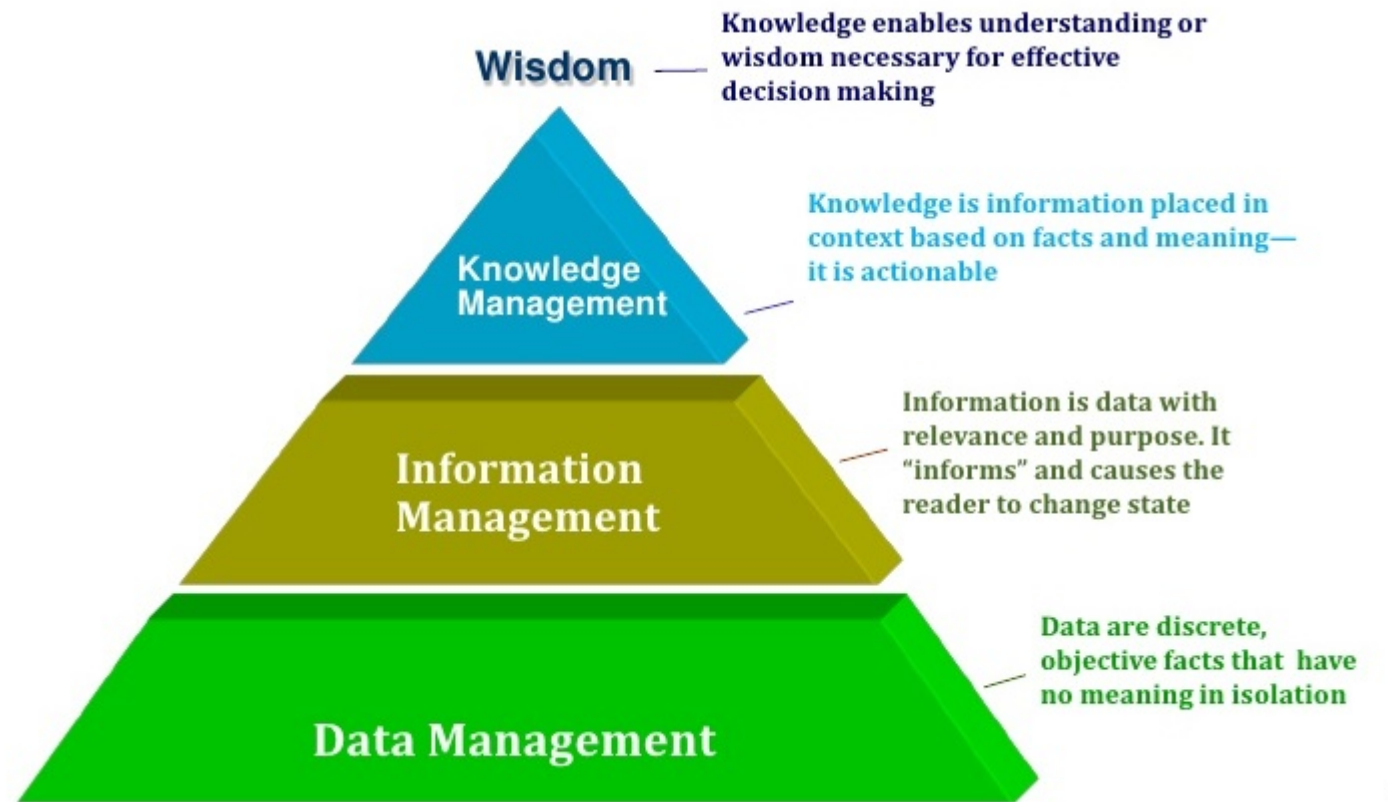 Wisdom
Knowledge enables understanding or
wisdom necessary for effective
decision making
Knowledge
Management
Knowledge is information placed in
context based on facts and meaning—
it is actionable
Information
Management
Information is data with
relevance and purpose. It
“informs” and causes the
reader to change state
Data Management
Data are discrete,
objective facts that have
no meaning in isolation